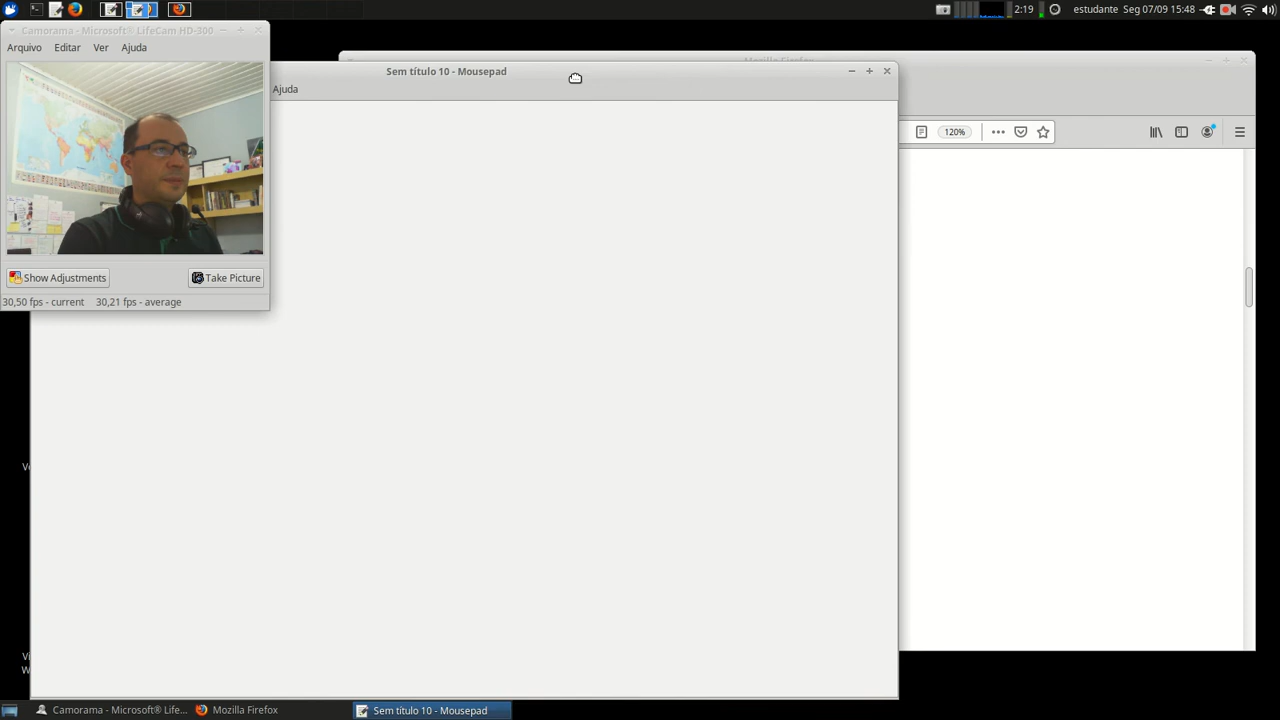 2:19
estudante Seg 07/09 15:48
Camorama - Microsoft® LifeCam HD-300
Arquivo Editar Ver Ajuda
Mozilla Firefox
Sem título 10 - Mousepad
Ajuda
120%
Show Adjustments
Take Picture
30,50 fps - current 30,21 fps - average
Camorama - Microsoft® Life...
Mozilla Firefox
Sem título 10 - Mousepad